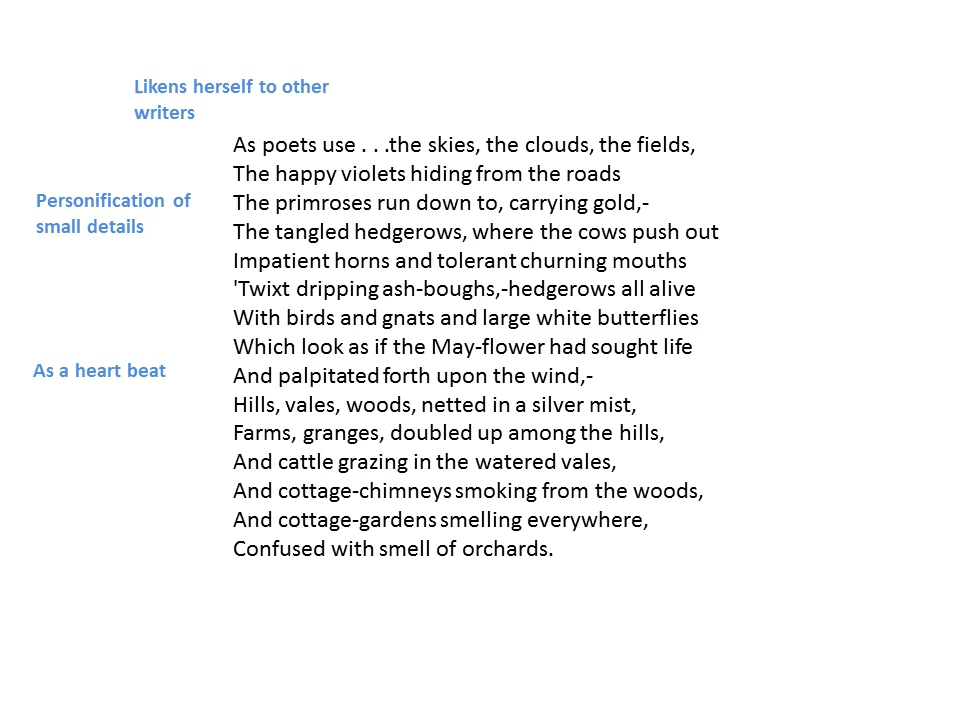 Likens herself to other
writers
As poets use . . .the skies, the clouds, the fields,
The happy violets hiding from the roads
Personification of
small details
The primroses run down to, carrying gold,-
The tangled hedgerows, where the cows push out
Impatient horns and tolerant churning mouths
'Twixt dripping ash-boughs,-hedgerows all alive
With birds and gnats and large white butterflies
Which look as if the May-flower had sought life
As a heart beat
And palpitated forth upon the wind,-
Hills, vales, woods, netted in a silver mist,
Farms, granges, doubled up among the hills,
And cattle grazing in the watered vales,
And cottage-chimneys smoking from the woods,
And cottage-gardens smelling everywhere,
Confused with smell of orchards.